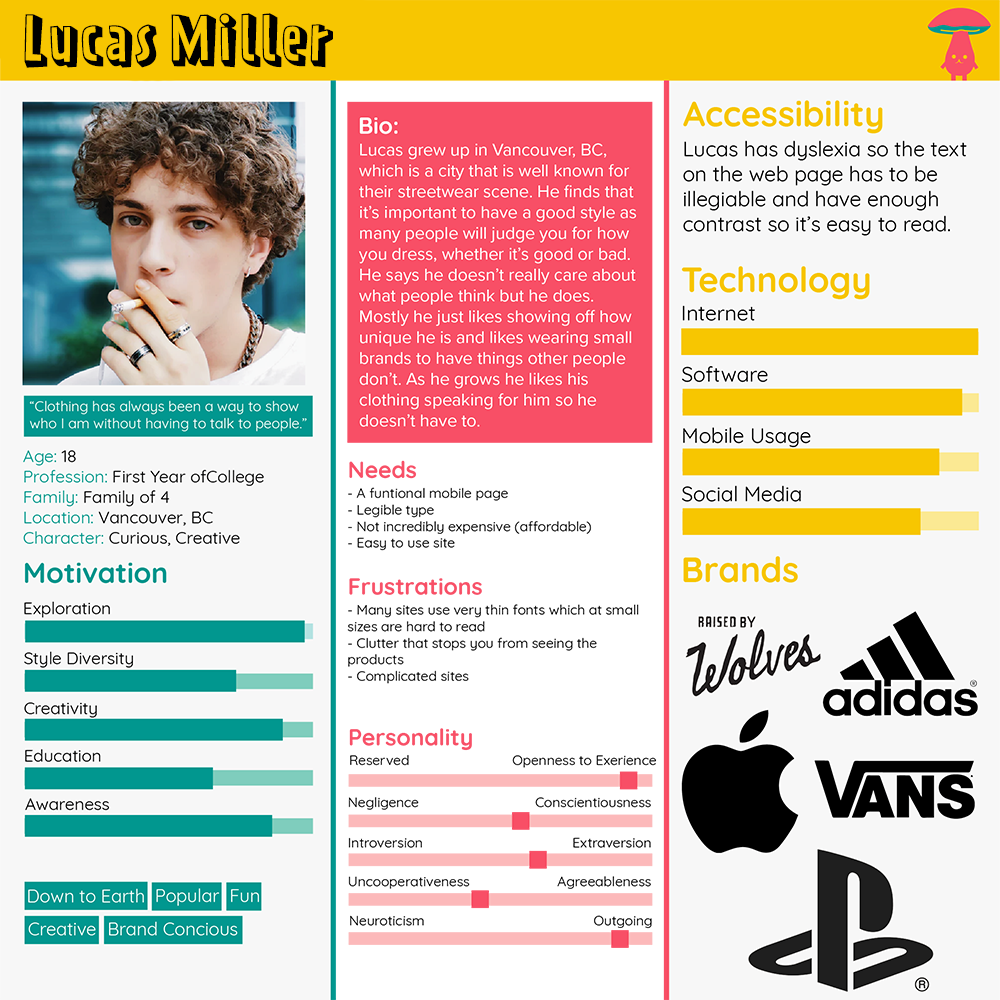 Lucas Miller
“Clothing has always been a way to show
who I am without having to talk to people.”
Age: 18
Profession: First Year ofCollege
Family: Family of 4
Location: Vancouver, BC
Character: Curious, Creative
Motivation
Exploration
Style Diversity
Creativity
Education
Awareness
Down to Earth Popular Fun
Creative Brand Concious
Bio:
Lucas grew up in Vancouver, BC,
which is a city that is well known for
their streetwear scene. He finds that
it’s important to have a good style as
many people will judge you for how
you dress, whether it’s good or bad.
He says he doesn’t really care about
what people think but he does.
Mostly he just likes showing off how
unique he is and likes wearing small
brands to have things other people
don’t. As he grows he likes his
clothing speaking for him so he
doesn’t have to.
Needs
- A funtional mobile page
- Legible type
- Not incredibly expensive (affordable)
- Easy to use site
Frustrations
- Many sites use very thin fonts which at small
sizes are hard to read
- Clutter that stops you from seeing the
products
- Complicated sites
Personality
Reserved Openness to Exerience
Negligence Conscientiousness
Introversion Extraversion
Uncooperativeness Agreeableness
Neuroticism Outgoing
Accessibility
Lucas has dyslexia so the text
on the web page has to be
illegiable and have enough
contrast so it’s easy to read.
Technology
Internet
Software
Mobile Usage
Social Media
Brands
RAISED BY
Wolves
adidas®
VANS
®